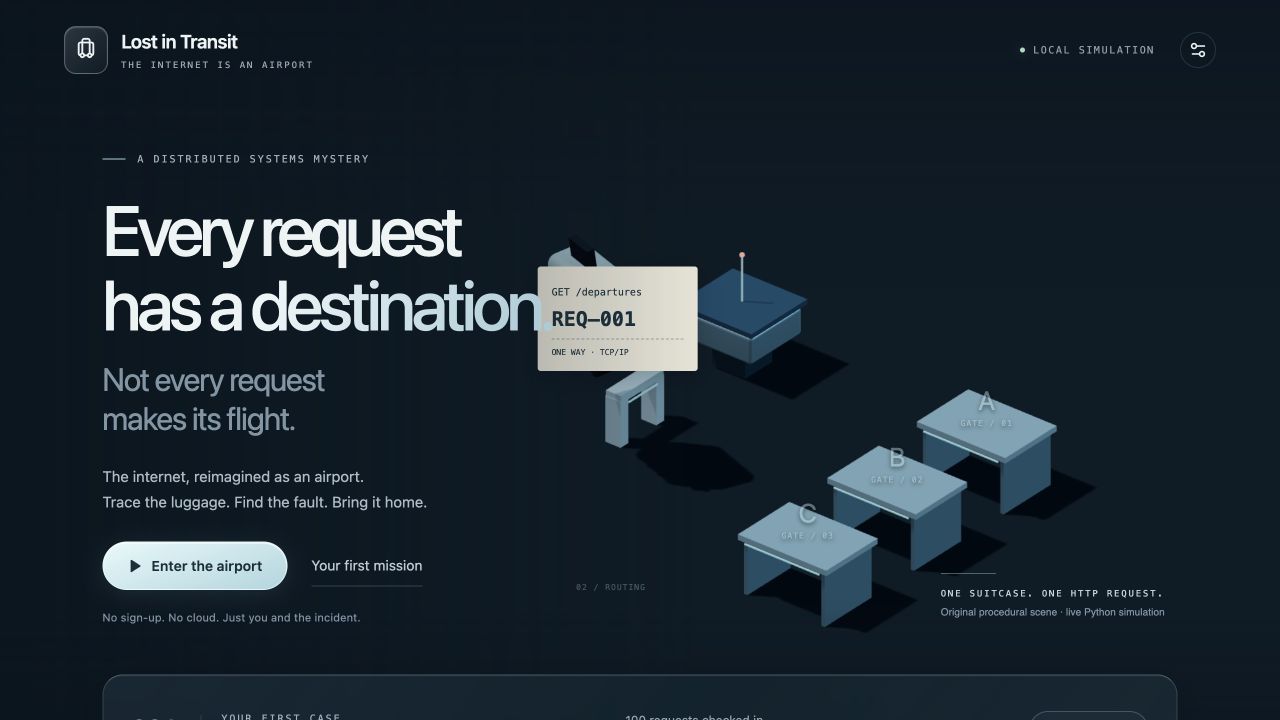 Lost in Transit
THE INTERNET IS AN AIRPORT
LOCAL SIMULATION
A DISTRIBUTED SYSTEMS MYSTERY
Every request
has a destination.
Not every request
makes its flight.
The internet, reimagined as an airport.
Trace the luggage. Find the fault. Bring it home.
Enter the airport
Your first mission
No sign-up. No cloud. Just you and the incident.
GET /departures
REQ—001
ONE WAY · TCP/IP
A
GATE / 01
B
GATE / 02
C
GATE / 03
02 / ROUTING
ONE SUITCASE. ONE HTTP REQUEST.
Original procedural scene · live Python simulation
YOUR FIRST CASE
100 requests checked in